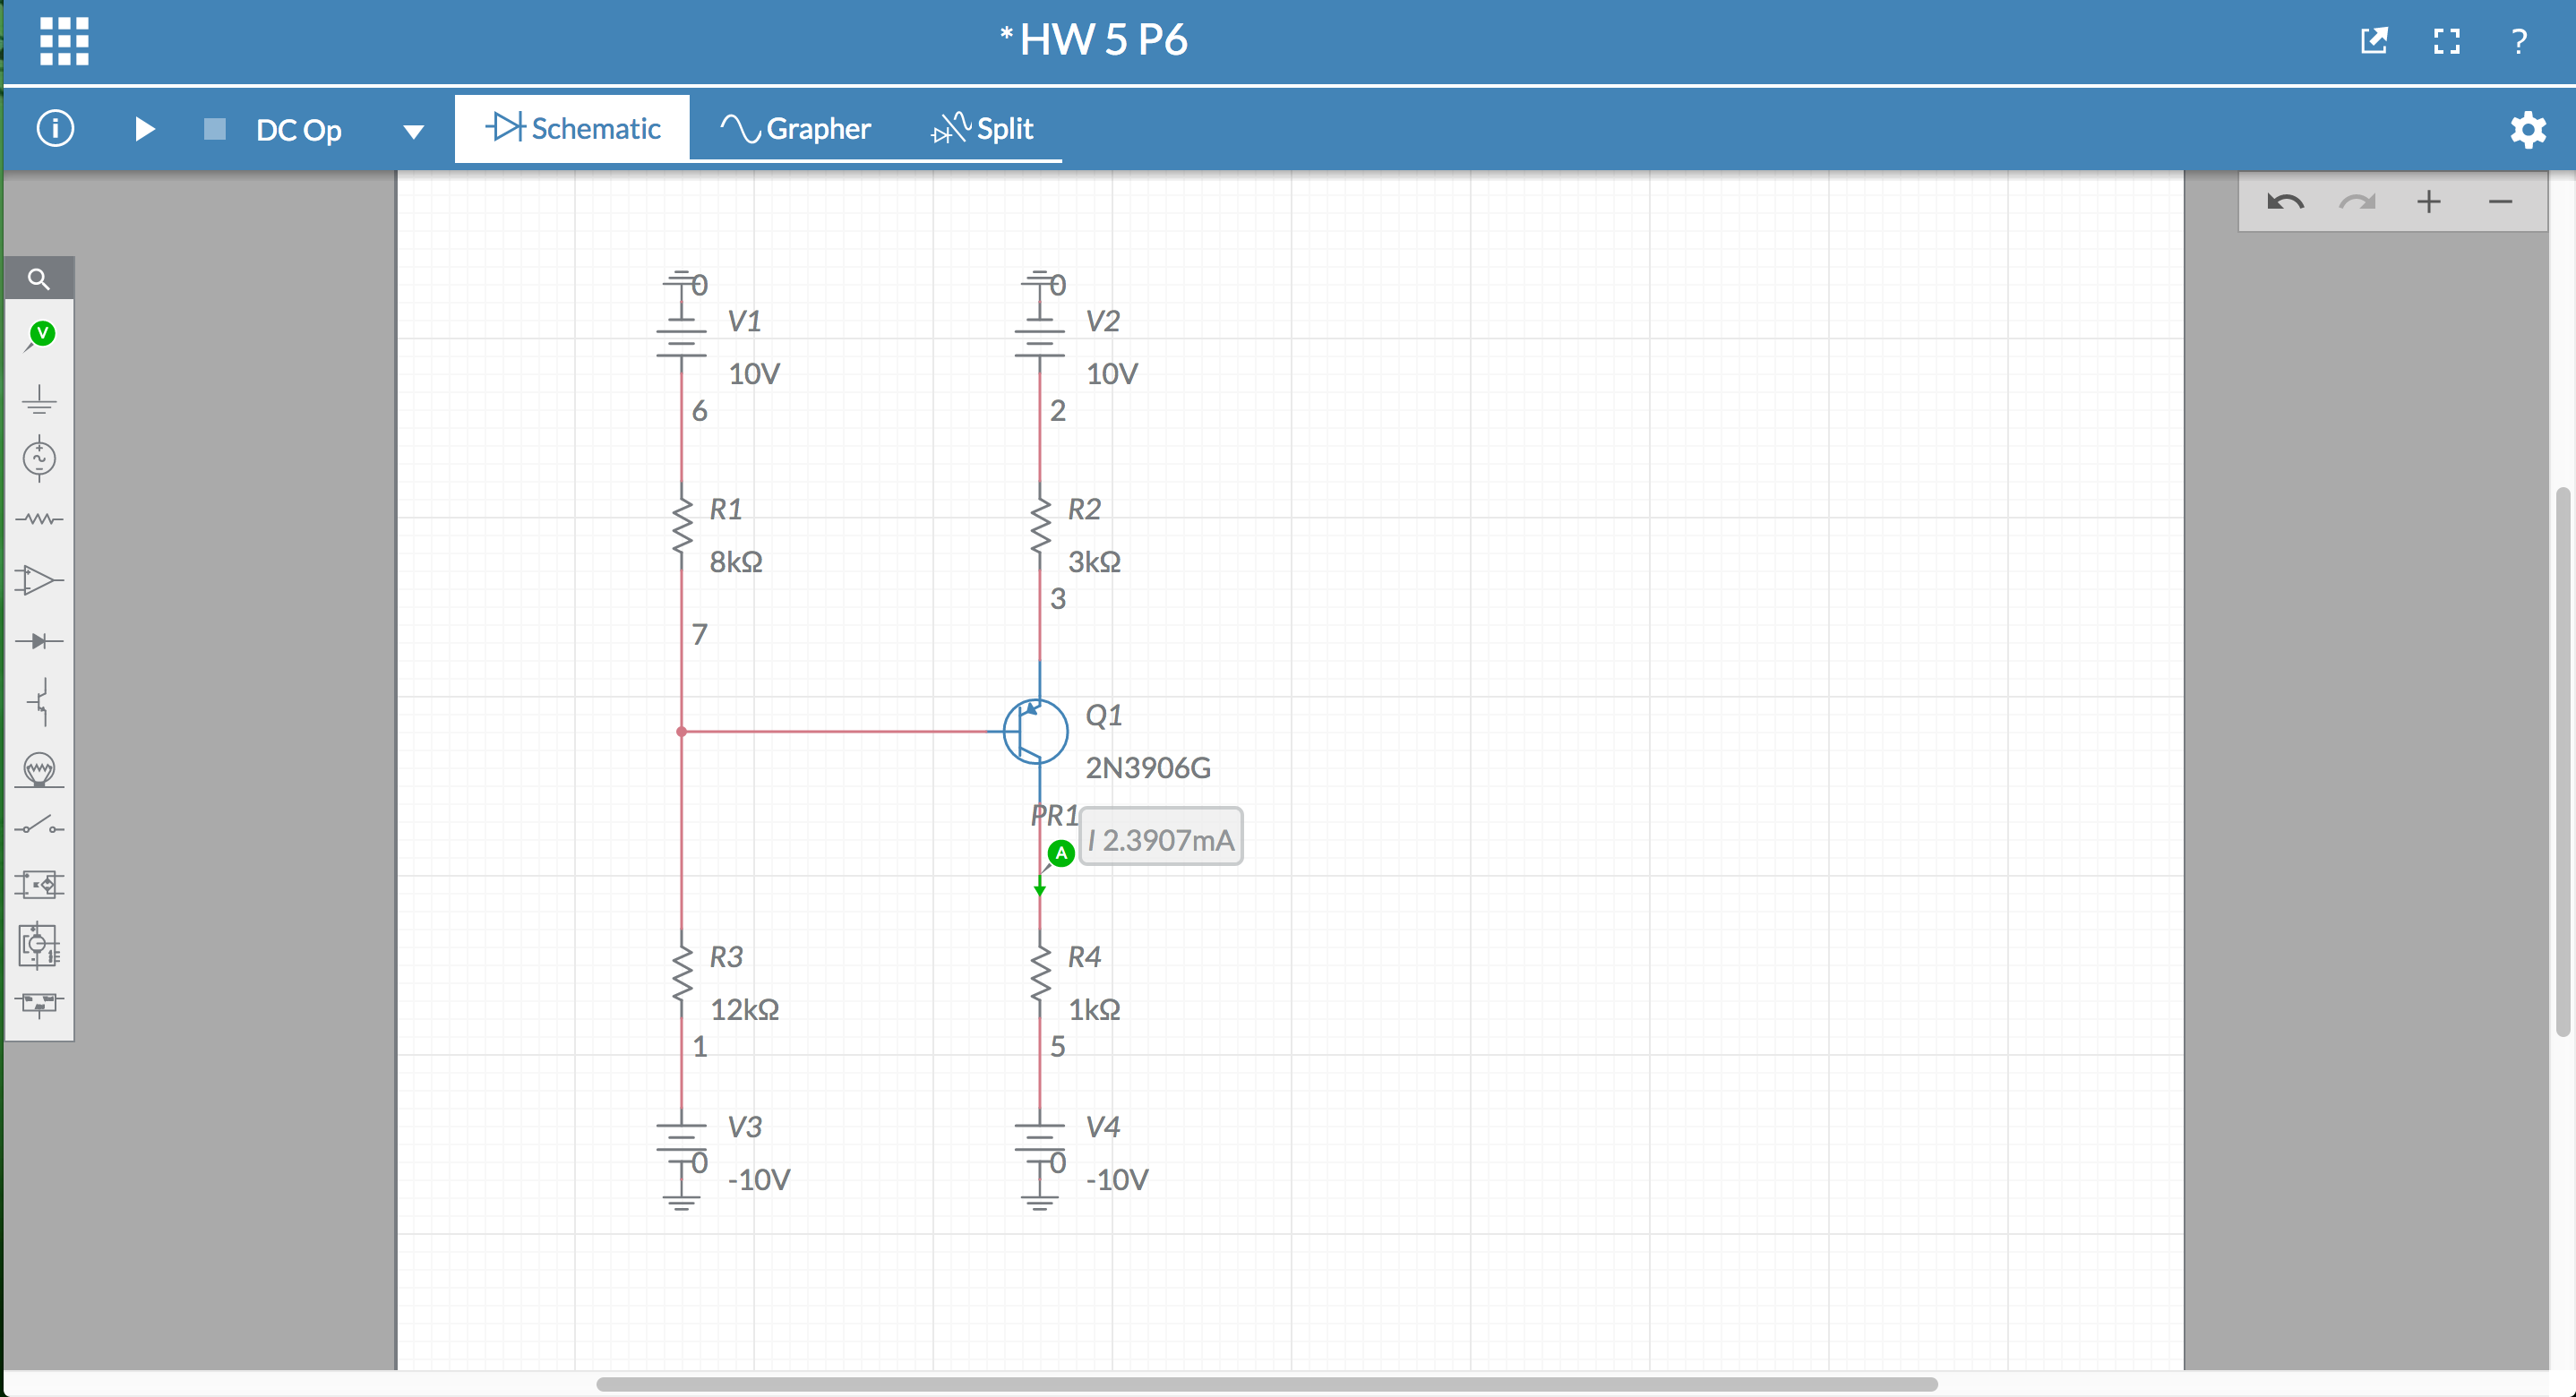 *HW 5 P6
?
i
DC Op
Schematic
Grapher
Split
V
0
V1
10V
6
R1
8kΩ
7
R3
12kΩ
1
V3
0
-10V
0
V2
10V
2
R2
3kΩ
3
Q1
2N3906G
PR1
A
I 2.3907mA
R4
1kΩ
5
V4
0
-10V